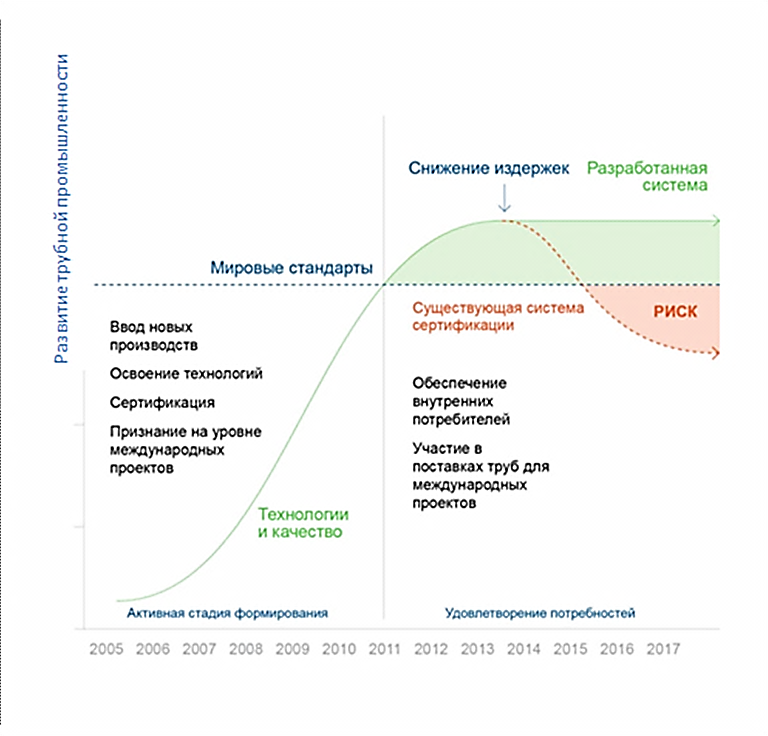 Развитие трубной промышленности
Снижение издержек
Разработанная
система
Мировые стандарты
Существующая система
сертификации
РИСК
Ввод новых
производств
Освоение технологий
Сертификация
Признание на уровне
международных
проектов
Обеспечение
внутренних
потребителей
Участие в
поставках труб для
международных
проектов
Технологии
и качество
Активная стадия формирования
Удовлетворение потребностей
2005 2006 2007 2008 2009 2010 2011 2012 2013 2014 2015 2016 2017